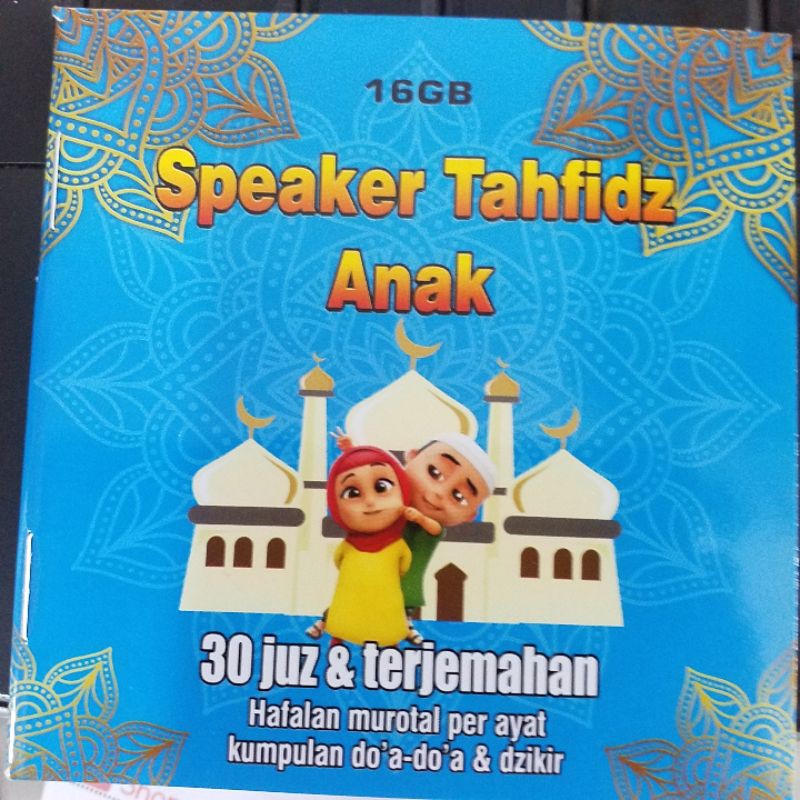 16GB
Speaker Tahfidz
Anak
30 juz & terjemahan
Hafalan murotal per ayat
kumpulan do'a-do'a & dzikir